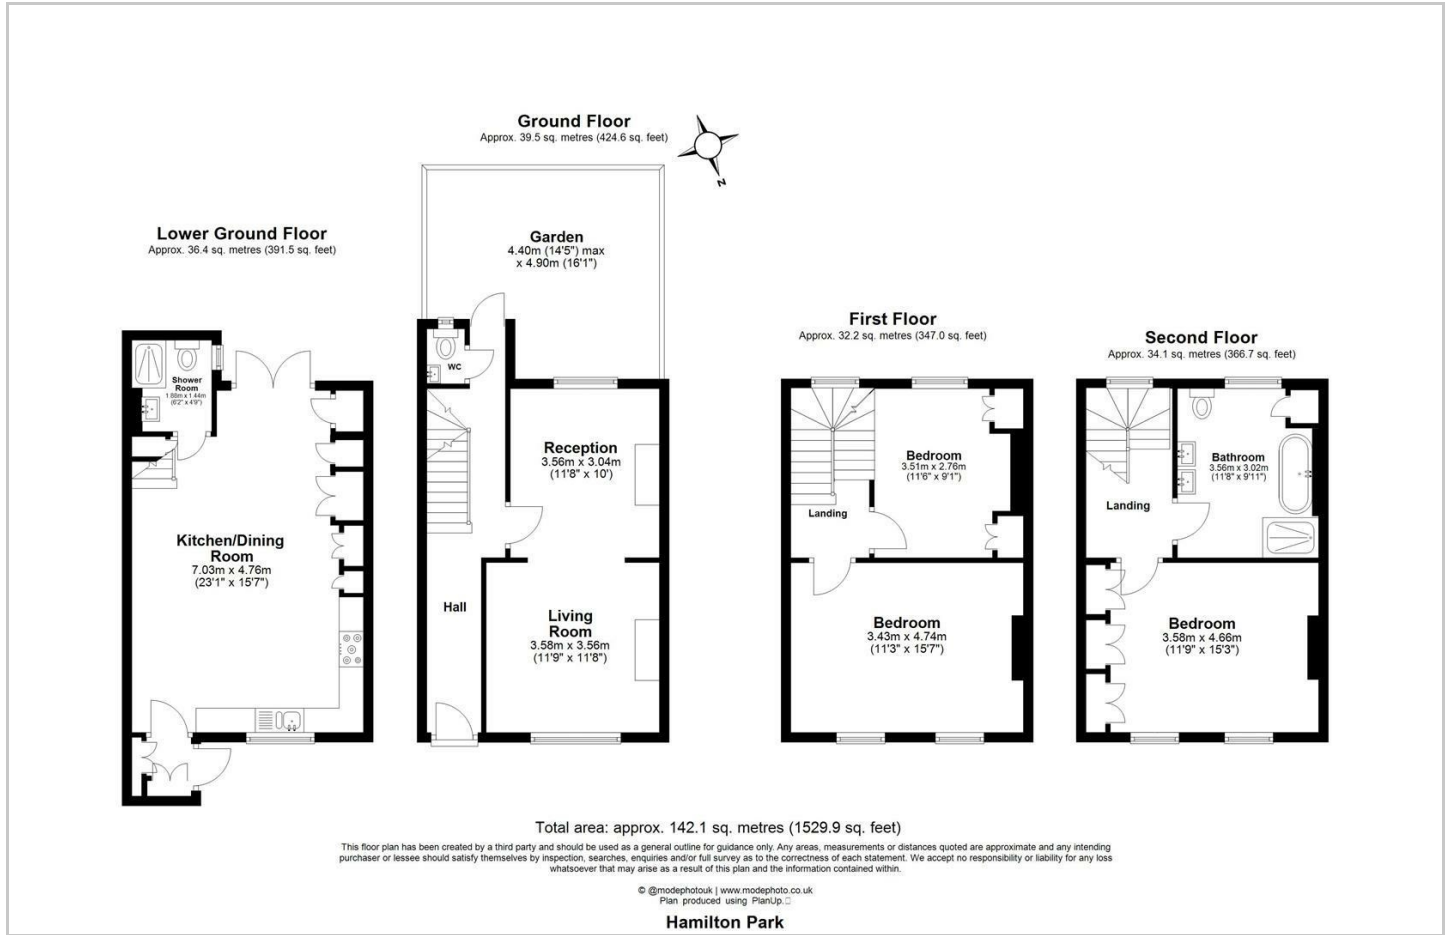 Ground Floor
Approx. 39.5 sq. metres (424.6 sq. feet)
N
Garden
4.40m (14'5") max
x 4.90m (16'1")
WC
Reception
3.56m x 3.04m
(11'8" x 10')
Hall
Living
Room
3.58m x 3.56m
(11'9" x 11'8")
Lower Ground Floor
Approx. 36.4 sq. metres (391.5 sq. feet)
Shower
Room
1.88m x 1.44m
(6'2" x 4'9")
Kitchen/Dining
Room
7.03m x 4.76m
(23'1" x 15'7")
First Floor
Approx. 32.2 sq. metres (347.0 sq. feet)
Bedroom
3.51m x 2.76m
(11'6" x 9'1")
Landing
Bedroom
3.43m x 4.74m
(11'3" x 15'7")
Second Floor
Approx. 34.1 sq. metres (366.7 sq. feet)
Bathroom
3.56m x 3.02m
(11'8" x 9'11")
Landing
Bedroom
3.58m x 4.66m
(11'9" x 15'3")
Total area: approx. 142.1 sq. metres (1529.9 sq. feet)
This floor plan has been created by a third party and should be used as a general outline for guidance only. Any areas, measurements or distances quoted are approximate and any intending
purchaser or lessee should satisfy themselves by inspection, searches, enquiries and/or full survey as to the correctness of each statement. We accept no responsibility or liability for any loss
whatsoever that may arise as a result of this plan and the information contained within.
© @modephotouk | www.modephoto.co.uk
Plan produced using PlanUp.
Hamilton Park